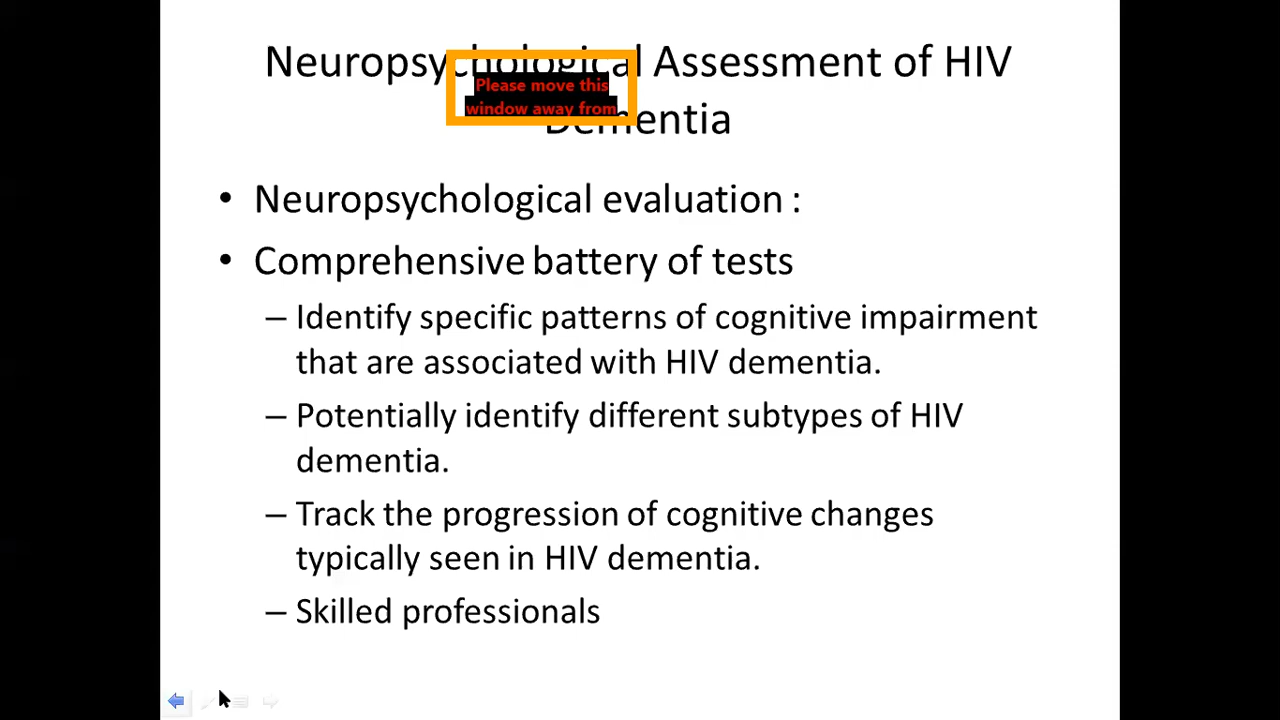 Neuropsychological Assessment of HIV
Dementia
Please move this
window away from
• Neuropsychological evaluation :
• Comprehensive battery of tests
– Identify specific patterns of cognitive impairment
that are associated with HIV dementia.
– Potentially identify different subtypes of HIV
dementia.
– Track the progression of cognitive changes
typically seen in HIV dementia.
– Skilled professionals